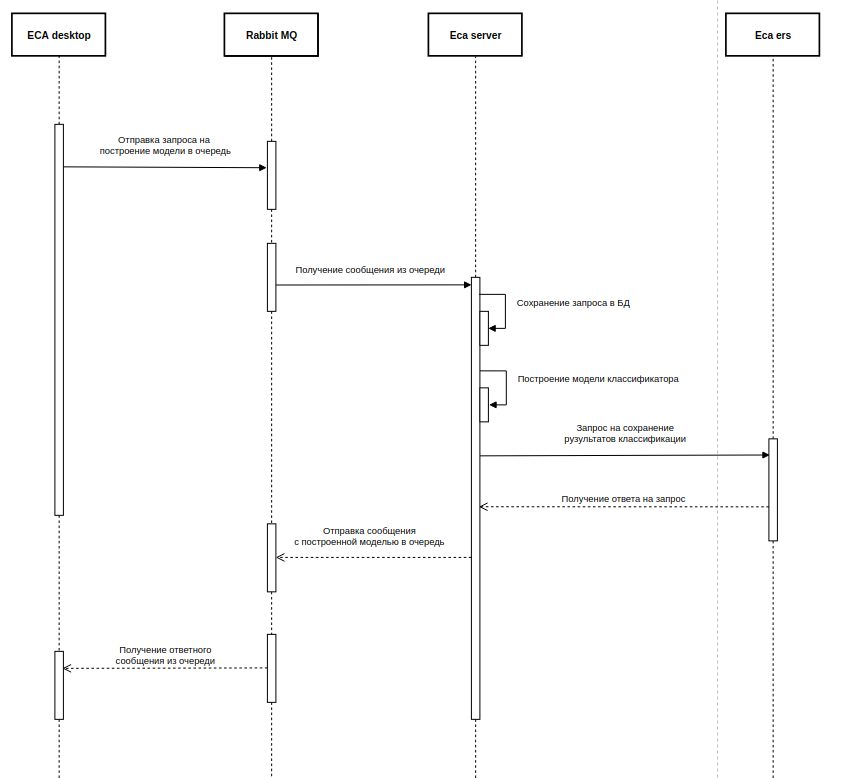 ECA desktop
Rabbit MQ
Eca server
Eca ers
Отправка запроса на
построение модели в очередь
Получение сообщения из очереди
Сохранение запроса в БД
Построение модели классификатора
Запрос на сохранение
рузультатов классификации
Получение ответа на запрос
Отправка сообщения
с построенной моделью в очередь
Получение ответного
сообщения из очереди